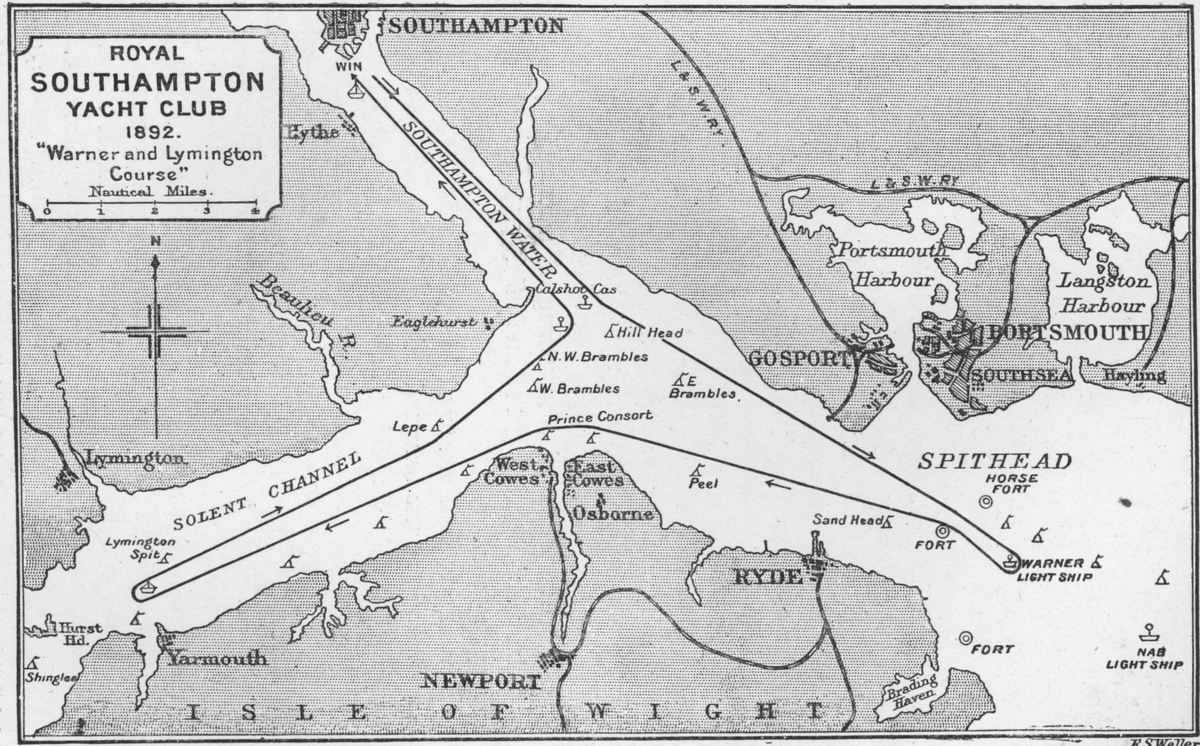 ROYAL
SOUTHAMPTON
YACHT CLUB
1892.
"Warner and Lymington
Course"
Nautical Miles.
0 1 2 3 4
N
SOUTHAMPTON
WIN
Hythe
SOUTHAMPTON WATER
L & S.W.RY.
L & S.W.RY
Portsmouth
Harbour
Langston
Harbour
Beaulieu R.
Calshot Cas
Eaglehurst
Hill Head
N.W. Brambles
W. Brambles
E
Brambles.
GOSPORT
PORTSMOUTH
SOUTHSEA
Hayling
Lepe
Prince Consort
Lymington
SOLENT CHANNEL
West
Cowes
East
Cowes
Osborne
Peel
SPITHEAD
HORSE
FORT
Sand Head
FORT
Lymington
Spit
RYDE
WARNER
LIGHT SHIP
Hurst
Hd.
Yarmouth
Shingles
NEWPORT
FORT
NAB
LIGHT SHIP
Brading
Haven
ISLE OF WIGHT
F.S.Weller